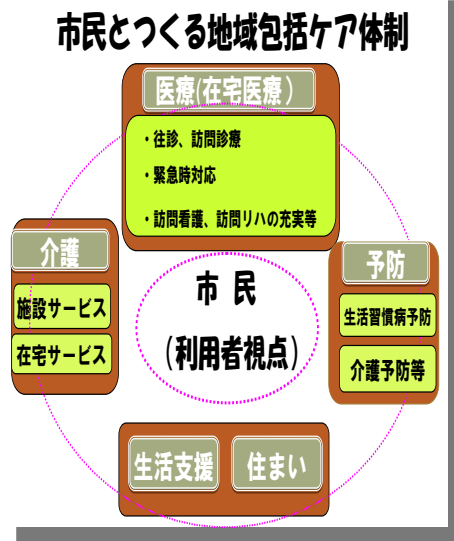 市民とつくる地域包括ケア体制
医療(在宅医療)
・往診、訪問診療
・緊急時対応
・訪問看護、訪問リハの充実等
介護
施設サービス
在宅サービス
市民
(利用者視点)
予防
生活習慣病予防
介護予防等
生活支援
住まい